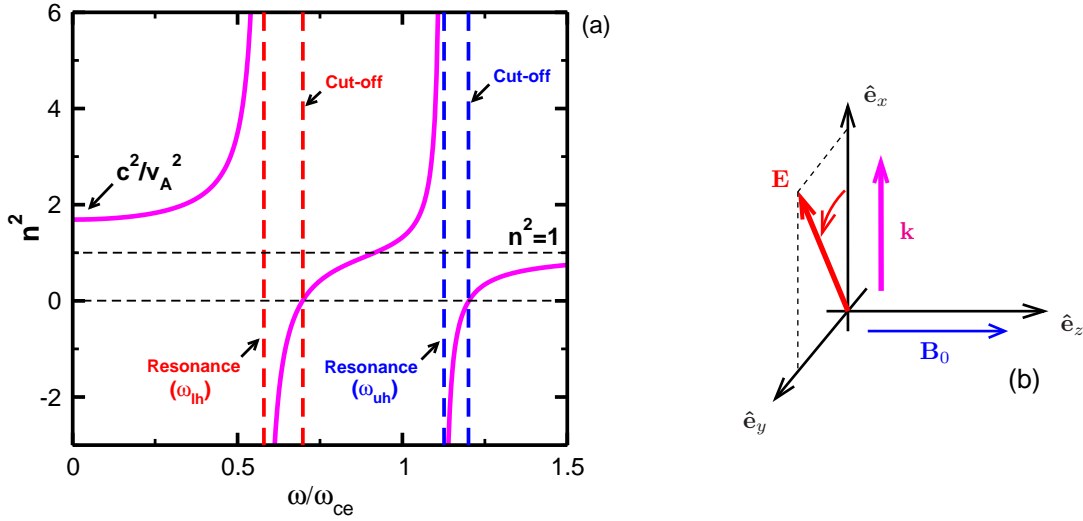 (a)
6
4
2
0
-2
n²
0
0.5
1
1.5
ω/ω_ce
c²/v_A²
n²=1
Cut-off
Cut-off
Resonance
(ω_lh)
Resonance
(ω_uh)
ê_x
E
k
ê_z
B₀
(b)
ê_y